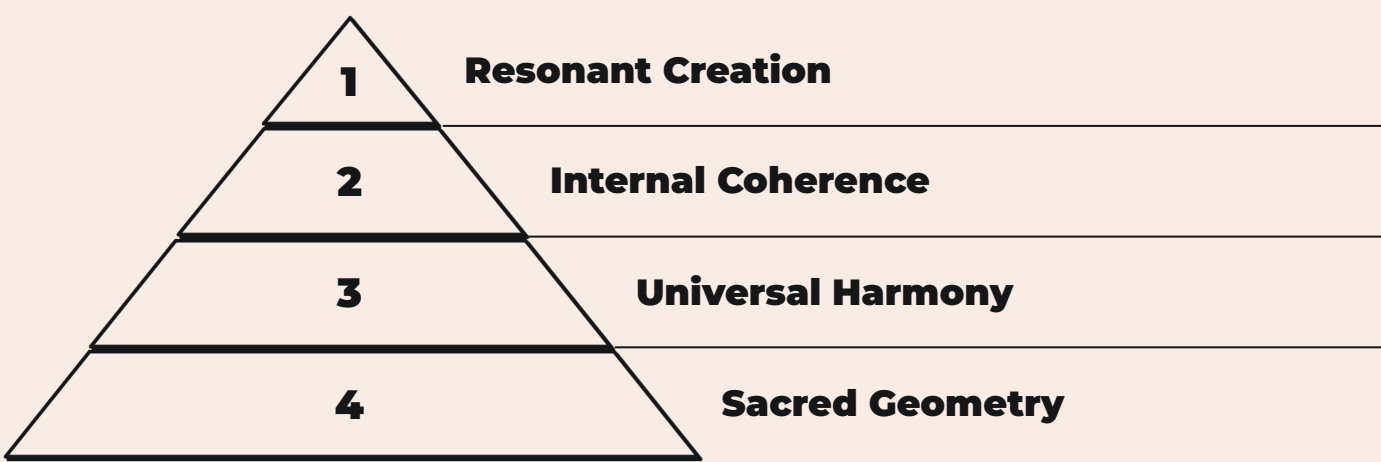 1 Resonant Creation
2 Internal Coherence
3 Universal Harmony
4 Sacred Geometry